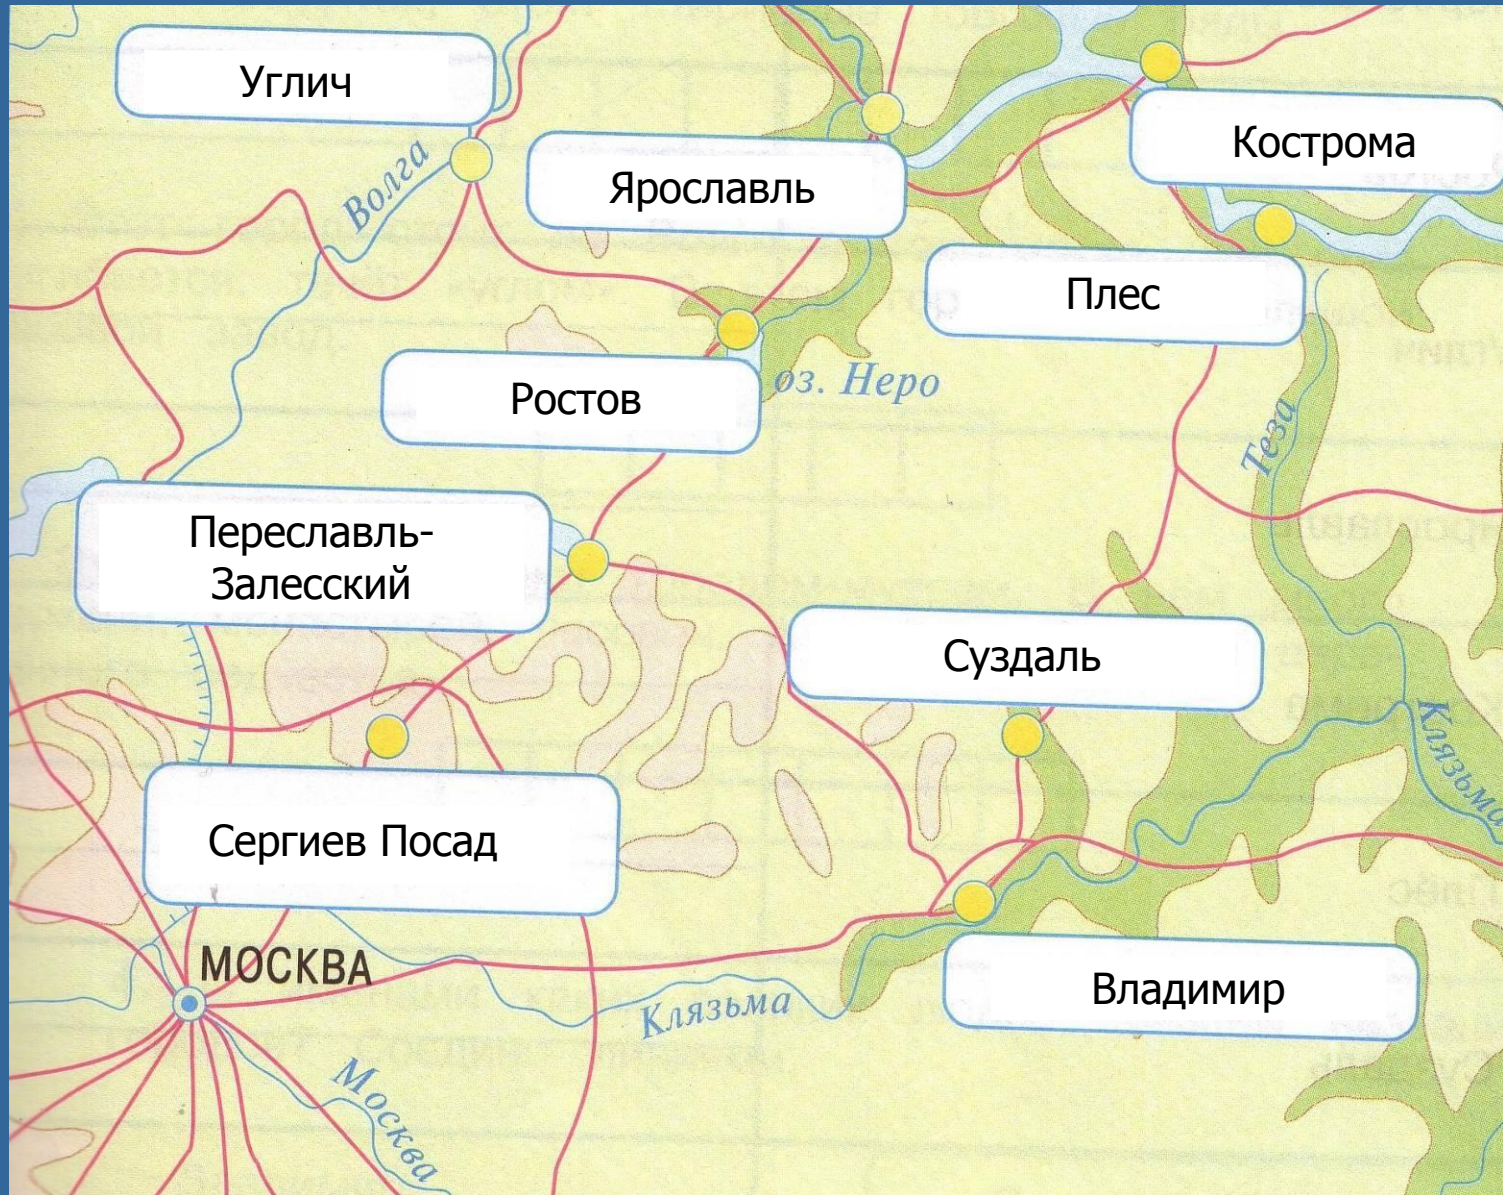 Углич
Волга
Ярославль
Кострома
Плес
Ростов
оз. Неро
Теза
Переславль-
Залесский
Суздаль
Клязьма
Сергиев Посад
МОСКВА
Владимир
Клязьма
Москва